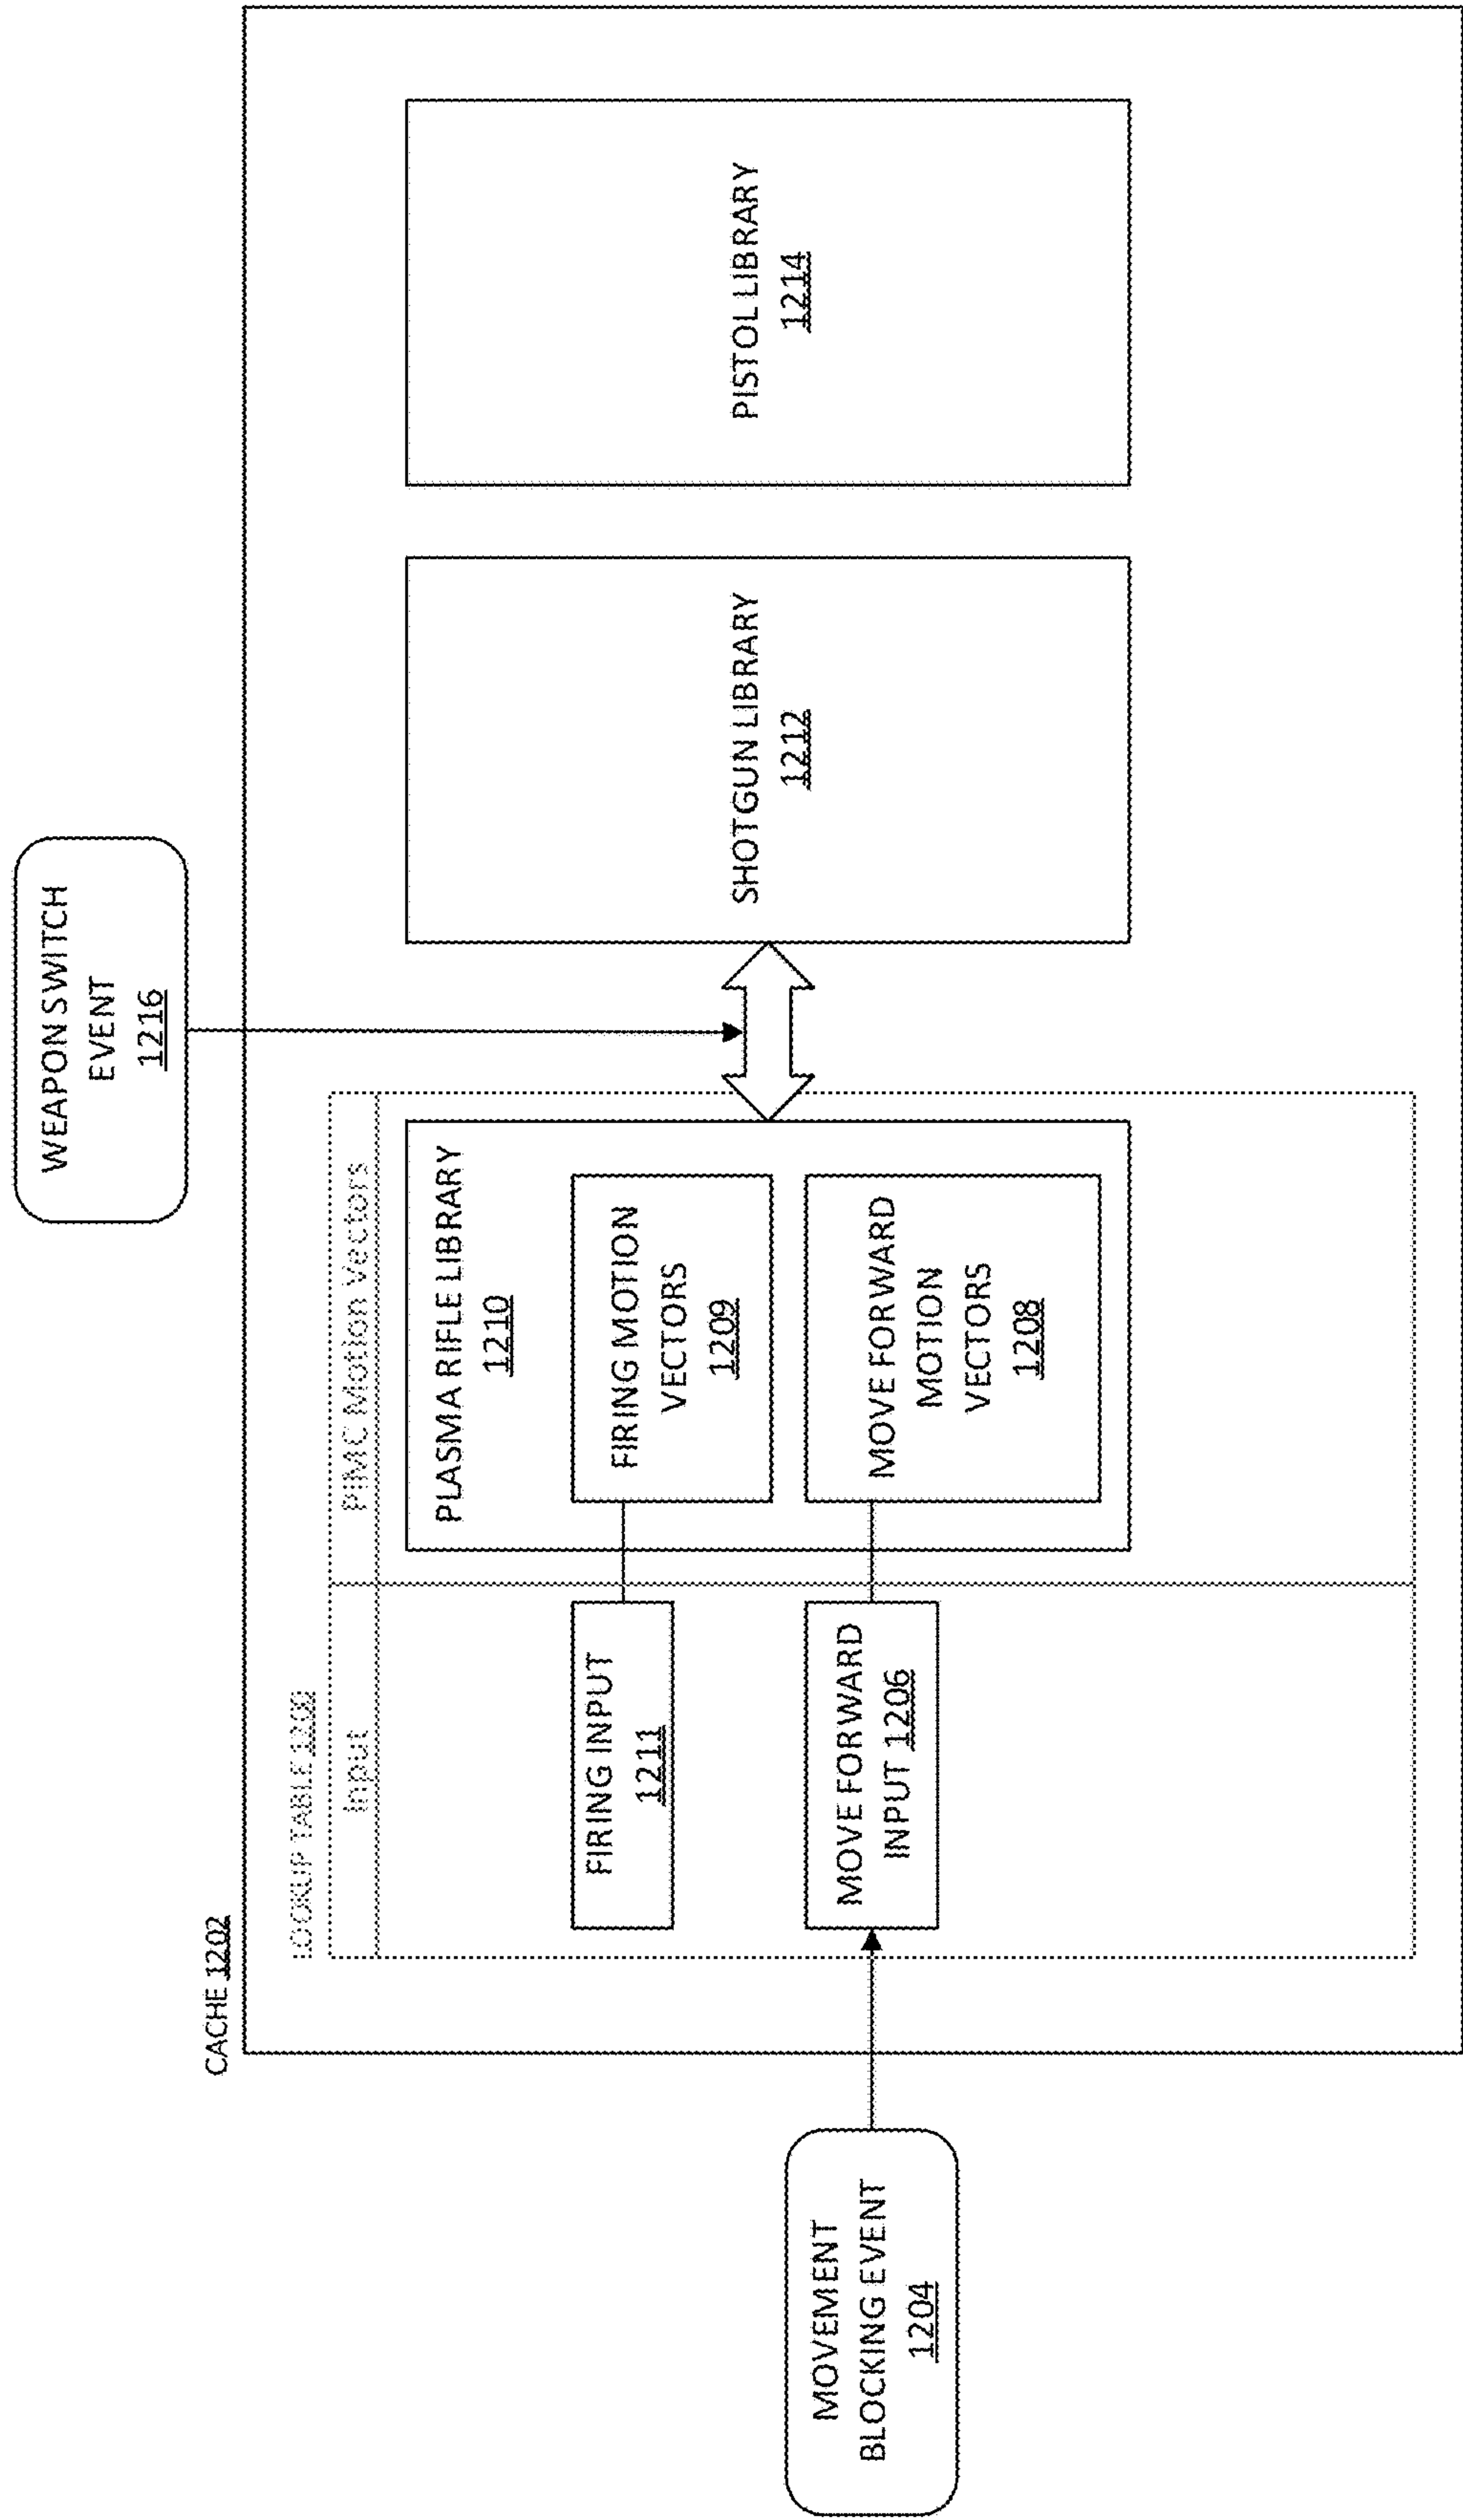 WEAPON SWITCH
EVENT
1216
CACHE 1202
LOOKUP TABLE 1200
Input
PIMC Motion Vectors
FIRING INPUT
1211
MOVE FORWARD
INPUT 1206
PLASMA RIFLE LIBRARY
1210
FIRING MOTION
VECTORS
1209
MOVE FORWARD
MOTION
VECTORS
1208
SHOTGUN LIBRARY
1212
PISTOL LIBRARY
1214
MOVEMENT
BLOCKING EVENT
1204